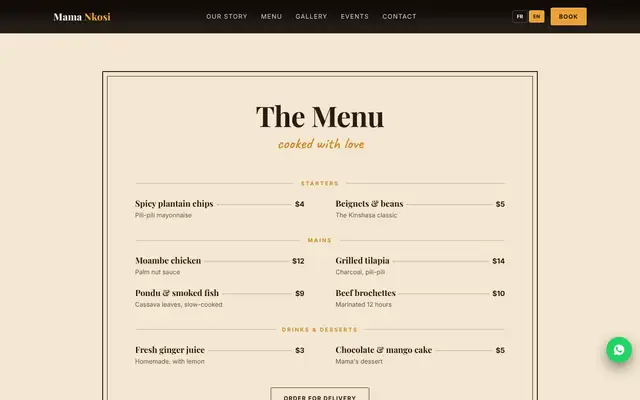 Mama Nkosi
OUR STORY MENU GALLERY EVENTS CONTACT
FR EN
BOOK
The Menu
cooked with love
STARTERS
Spicy plantain chips $4
Pili-pili mayonnaise
Beignets & beans $5
The Kinshasa classic
MAINS
Moambe chicken $12
Palm nut sauce
Grilled tilapia $14
Charcoal, pili-pili
Pondu & smoked fish $9
Cassava leaves, slow-cooked
Beef brochettes $10
Marinated 12 hours
DRINKS & DESSERTS
Fresh ginger juice $3
Homemade, with lemon
Chocolate & mango cake $5
Mama's dessert
ORDER FOR DELIVERY